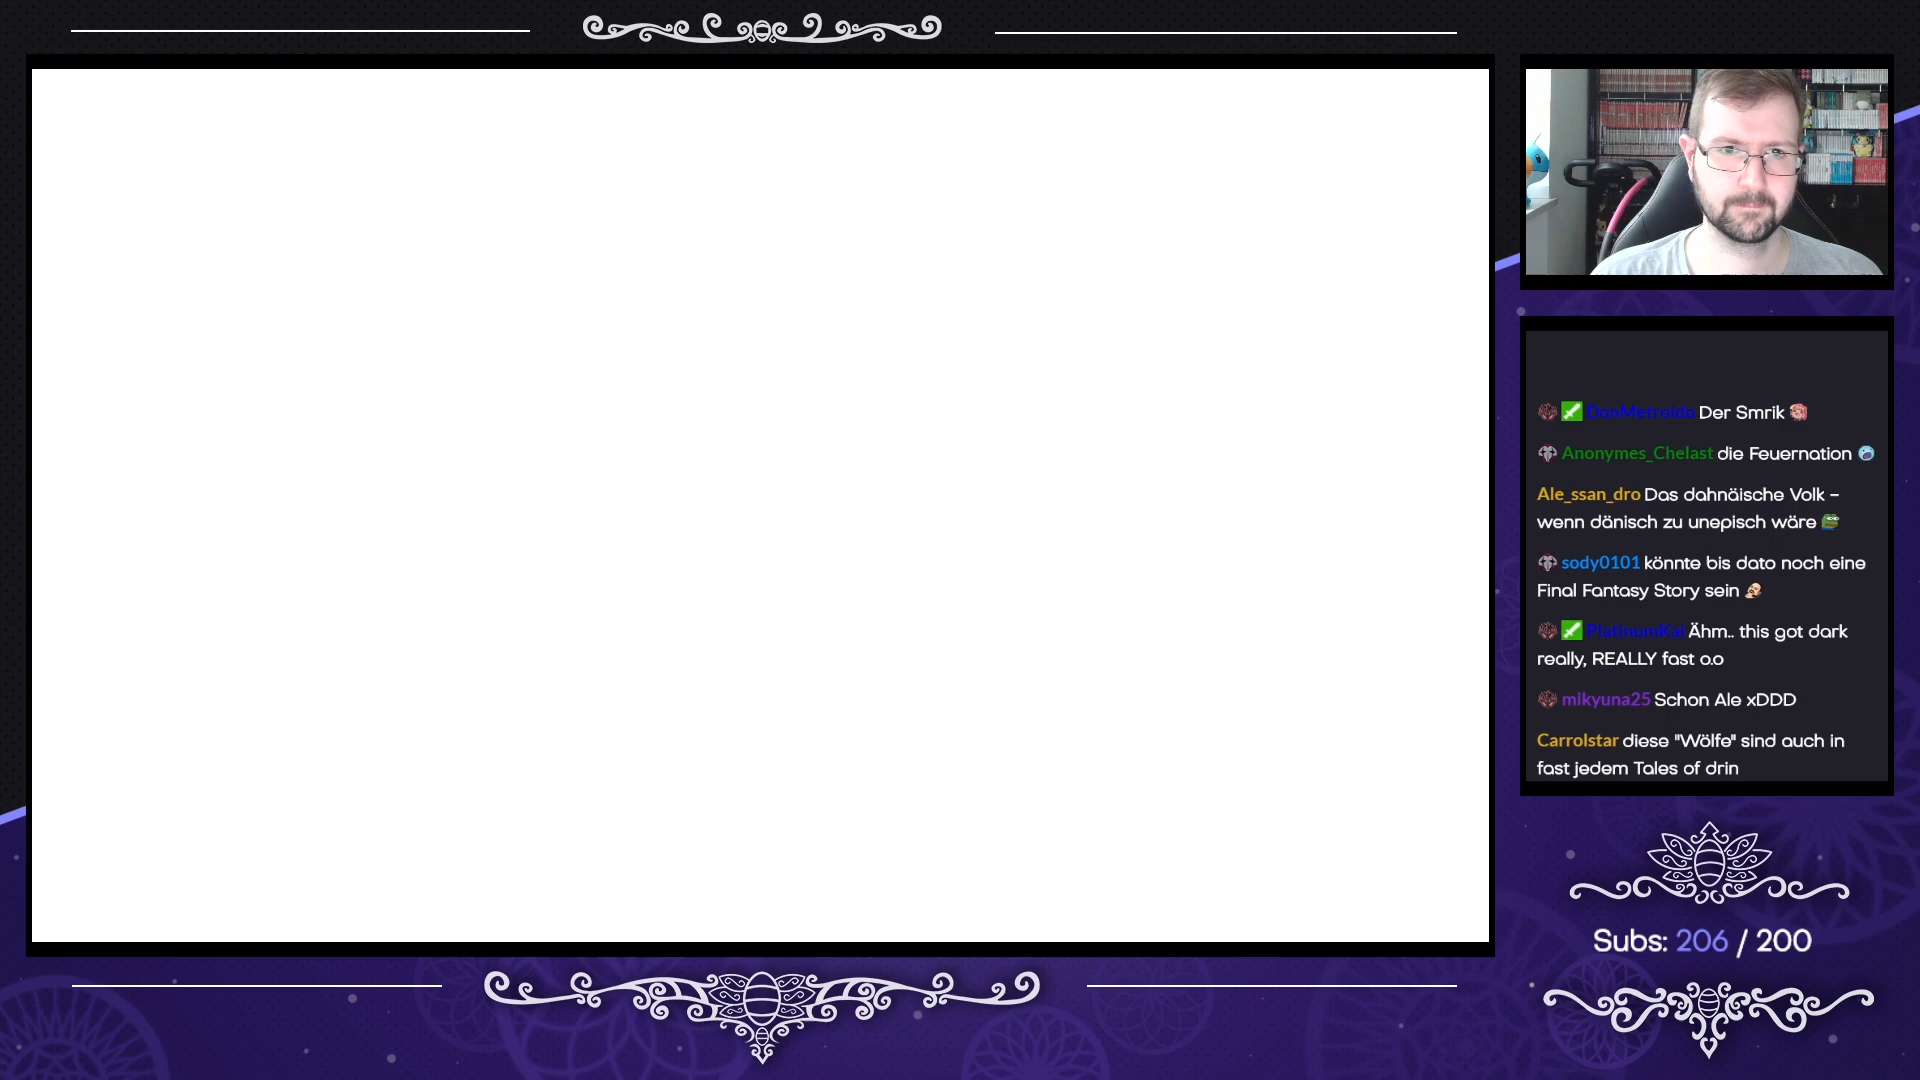 DonMetroido Der Smrik
Anonymes_Chelast die Feuernation
Ale_ssan_dro Das dahnäische Volk -
wenn dänisch zu unepisch wäre
sody0101 könnte bis dato noch eine
Final Fantasy Story sein
PlatinumKai Ähm.. this got dark
really, REALLY fast o.o
mikyuna25 Schon Ale xDDD
Carrolstar diese "Wölfe" sind auch in
fast jedem Tales of drin
Subs: 206 / 200